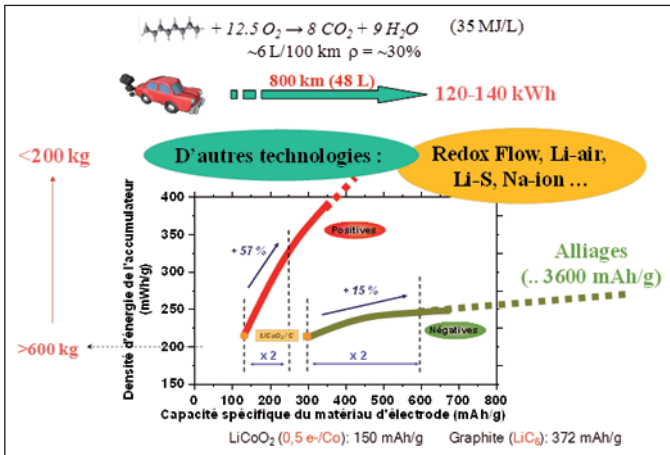 + 12.5 O₂ → 8 CO₂ + 9 H₂O (35 MJ/L)
~6 L/100 km ρ = ~30%
800 km (48 L)
120-140 kWh
<200 kg
D'autres technologies :
Redox Flow, Li-air,
Li-S, Na-ion ...
>600 kg
Densité d'énergie de l'accumulateur
(mWh/g)
400
350
300
250
200
150
Positives
+ 57 %
+ 15 %
Alliages
(.. 3600 mAh/g)
LiCoO₂ / C
Négatives
x 2
x 2
0 100 200 300 400 500 600 700 800
Capacité spécifique du matériau d'électrode (mAh/g)
LiCoO₂ (0,5 e-/Co): 150 mAh/g Graphite (LiC₆): 372 mAh/g